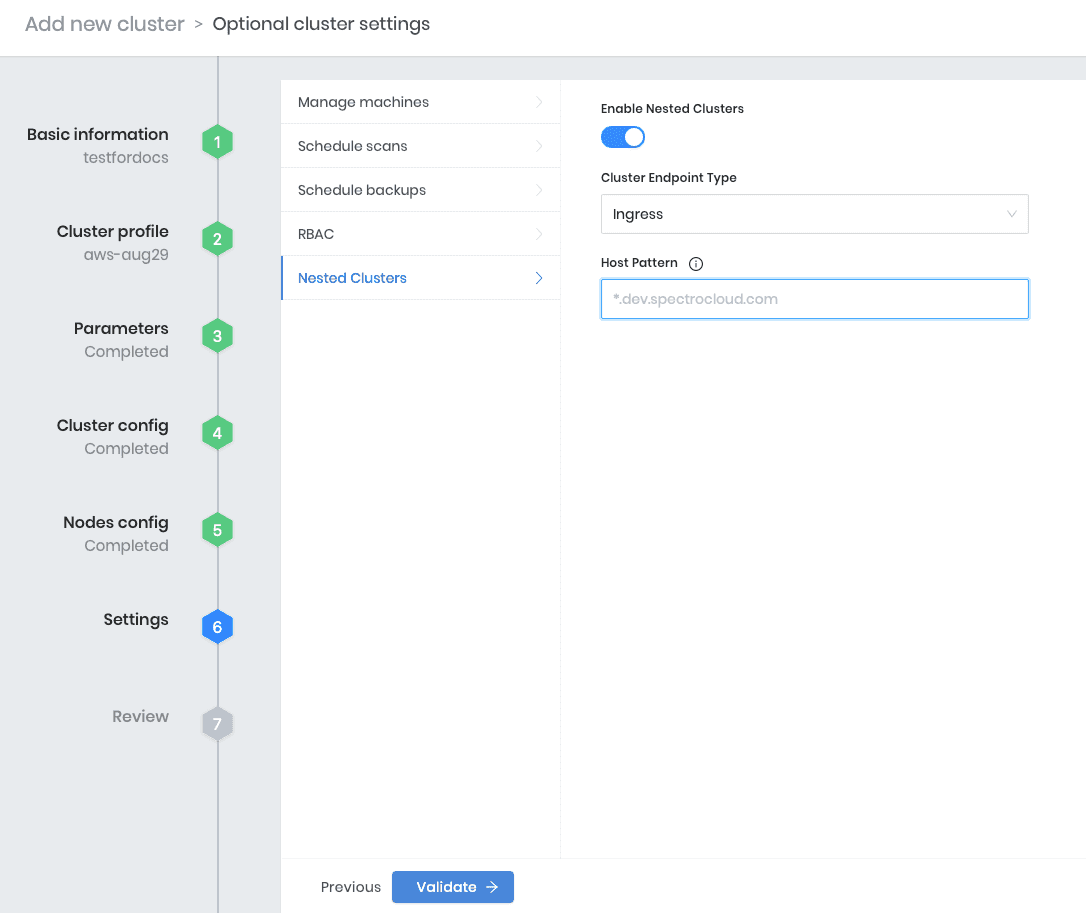 Add new cluster > Optional cluster settings
Basic information
testfordocs
1
Cluster profile
aws-aug29
2
Parameters
Completed
3
Cluster config
Completed
4
Nodes config
Completed
5
Settings
6
Review
7
Manage machines
Schedule scans
Schedule backups
RBAC
Nested Clusters
Enable Nested Clusters
Cluster Endpoint Type
Ingress
Host Pattern
*.dev.spectrocloud.com
Previous
Validate →